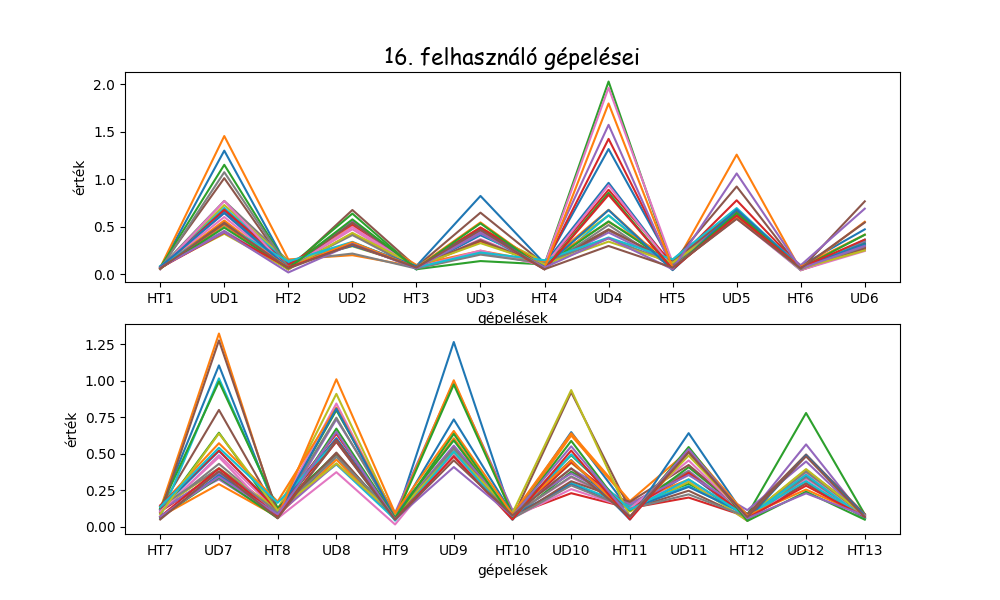 16. felhasználó gépelései
2.0
1.5
1.0
0.5
0.0
érték
HT1 UD1 HT2 UD2 HT3 UD3 HT4 UD4 HT5 UD5 HT6 UD6
gépelések
1.25
1.00
0.75
0.50
0.25
0.00
érték
HT7 UD7 HT8 UD8 HT9 UD9 HT10 UD10 HT11 UD11 HT12 UD12 HT13
gépelések